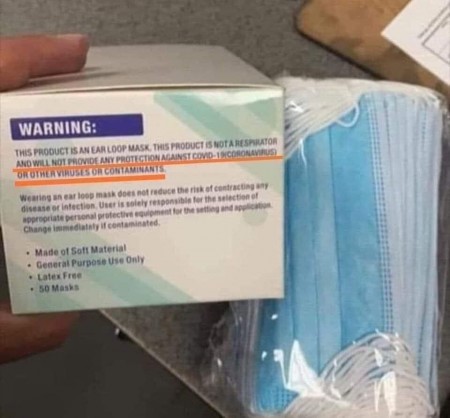 WARNING:
THIS PRODUCT IS AN EAR LOOP MASK. THIS PRODUCT IS NOT A RESPIRATOR
AND WILL NOT PROVIDE ANY PROTECTION AGAINST COVID-19(CORONAVIRUS)
OR OTHER VIRUSES OR CONTAMINANTS.
Wearing an ear loop mask does not reduce the risk of contracting any
disease or infection. User is solely responsible for the selection of
appropriate personal protective equipment for the setting and application.
Change immediately if contaminated.
• Made of Soft Material
• General Purpose Use Only
• Latex Free
• 50 Masks